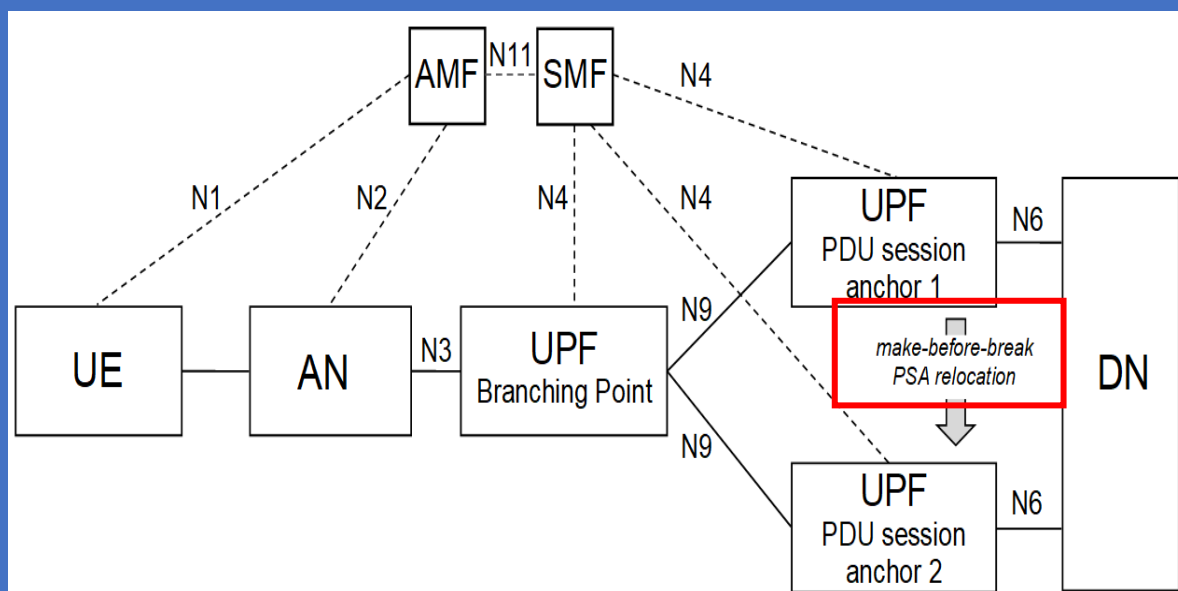 AMF
N11
SMF
N4
N1
N2
N4
N4
UPF
PDU session
anchor 1
N6
N9
make-before-break
PSA relocation
DN
UE
AN
N3
UPF
Branching Point
N9
UPF
PDU session
anchor 2
N6